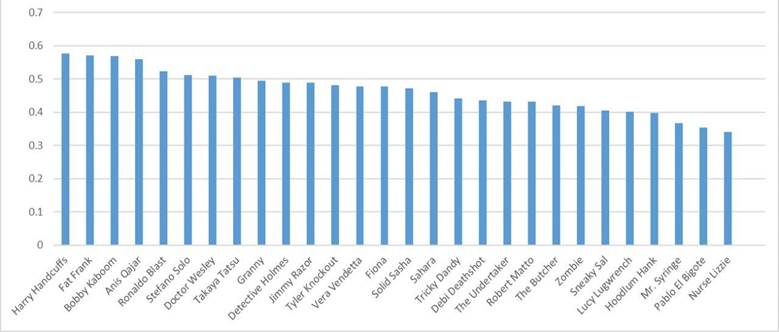 0.7
0.6
0.5
0.4
0.3
0.2
0.1
0
Harry Handcuffs
Fat Frank
Bobby Kaboom
Anis Qajar
Ronaldo Blast
Stefano Solo
Doctor Wesley
Takaya Tatsu
Granny
Detective Holmes
Jimmy Razor
Tyler Knockout
Vera Vendetta
Fiona
Solid Sasha
Sahara
Tricky Dandy
Debi Deathshot
The Undertaker
Robert Matto
The Butcher
Zombie
Sneaky Sal
Lucy Lugwrench
Hoodlum Hank
Mr. Syringe
Pablo El Bigote
Nurse Lizzie